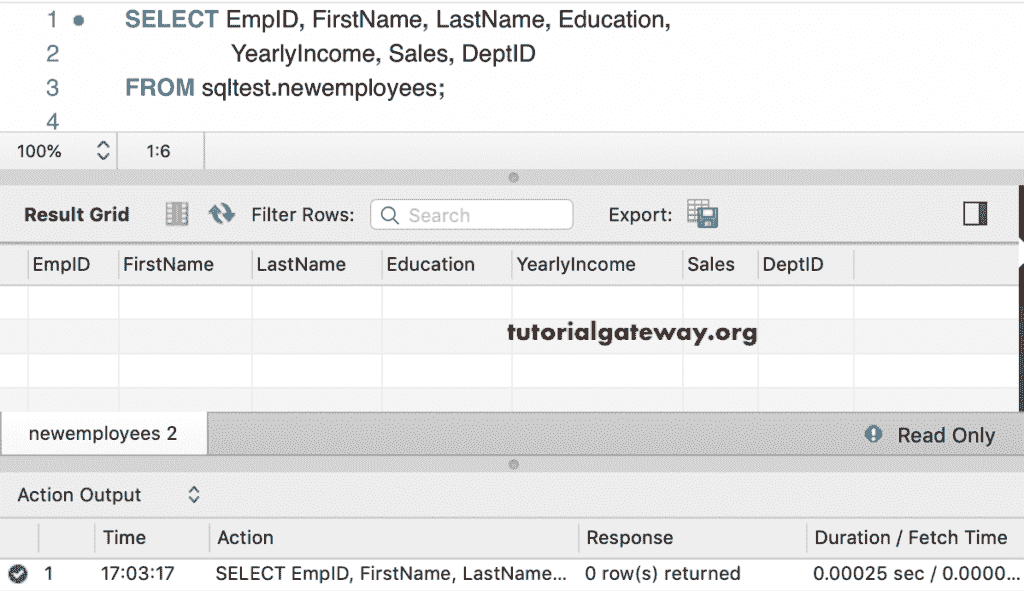 1 SELECT EmpID, FirstName, LastName, Education,
2 YearlyIncome, Sales, DeptID
3 FROM sqltest.newemployees;
4
100% 1:6
Result Grid Filter Rows: Search Export:
EmpID FirstName LastName Education YearlyIncome Sales DeptID
tutorialgateway.org
newemployees 2 Read Only
Action Output
Time Action Response Duration / Fetch Time
1 17:03:17 SELECT EmpID, FirstName, LastName... 0 row(s) returned 0.00025 sec / 0.0000...